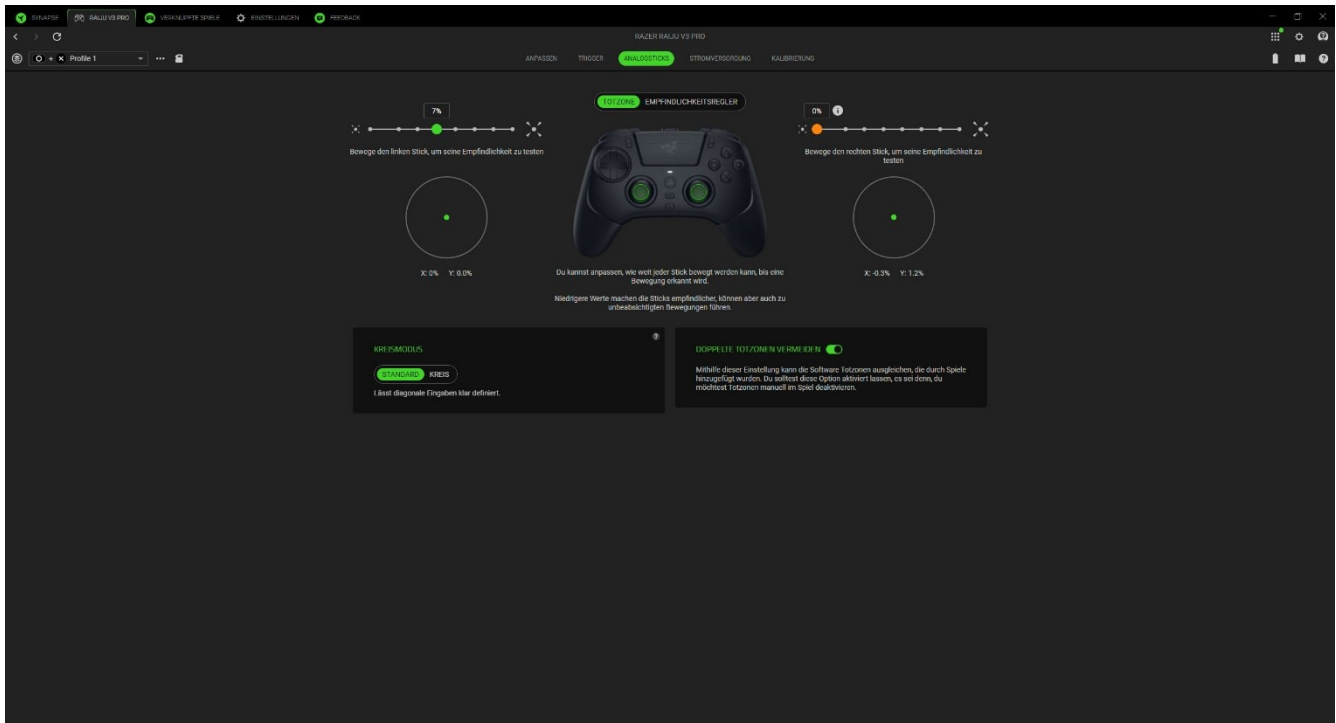 SYNAPSE RAIJU V3 PRO VERKNÜPFTE SPIELE EINSTELLUNGEN FEEDBACK
RAZER RAIJU V3 PRO
Profile 1
ANPASSEN TRIGGER ANALOGSTICKS STROMVERSORGUNG KALIBRIERUNG
TOTZONE EMPFINDLICHKEITSREGLER
7%
Bewege den linken Stick, um seine Empfindlichkeit zu testen
X: 0% Y: 0.0%
0%
Bewege den rechten Stick, um seine Empfindlichkeit zu
testen
X: -0.3% Y: 1.2%
Du kannst anpassen, wie weit jeder Stick bewegt werden kann, bis eine
Bewegung erkannt wird.
Niedrigere Werte machen die Sticks empfindlicher, können aber auch zu
unbeabsichtigten Bewegungen führen.
KREISMODUS
STANDARD KREIS
Lässt diagonale Eingaben klar definiert.
DOPPELTE TOTZONEN VERMEIDEN
Mithilfe dieser Einstellung kann die Software Totzonen ausgleichen, die durch Spiele
hinzugefügt wurden. Du solltest diese Option aktiviert lassen, es sei denn, du
möchtest Totzonen manuell im Spiel deaktivieren.